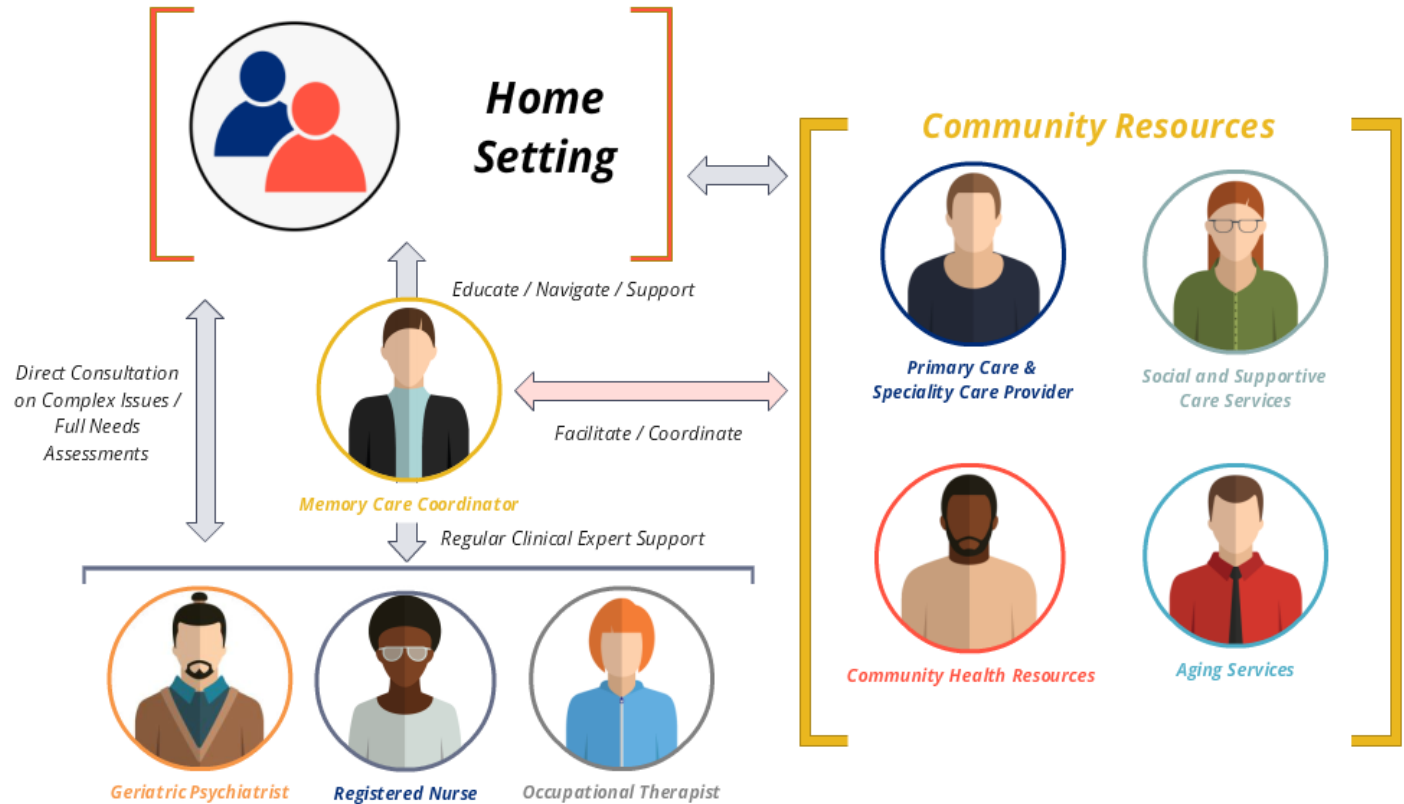 Home
Setting
Community Resources
Educate / Navigate / Support
Primary Care &
Speciality Care Provider
Social and Supportive
Care Services
Direct Consultation
on Complex Issues /
Full Needs
Assessments
Facilitate / Coordinate
Memory Care Coordinator
Regular Clinical Expert Support
Community Health Resources
Aging Services
Geriatric Psychiatrist
Registered Nurse
Occupational Therapist